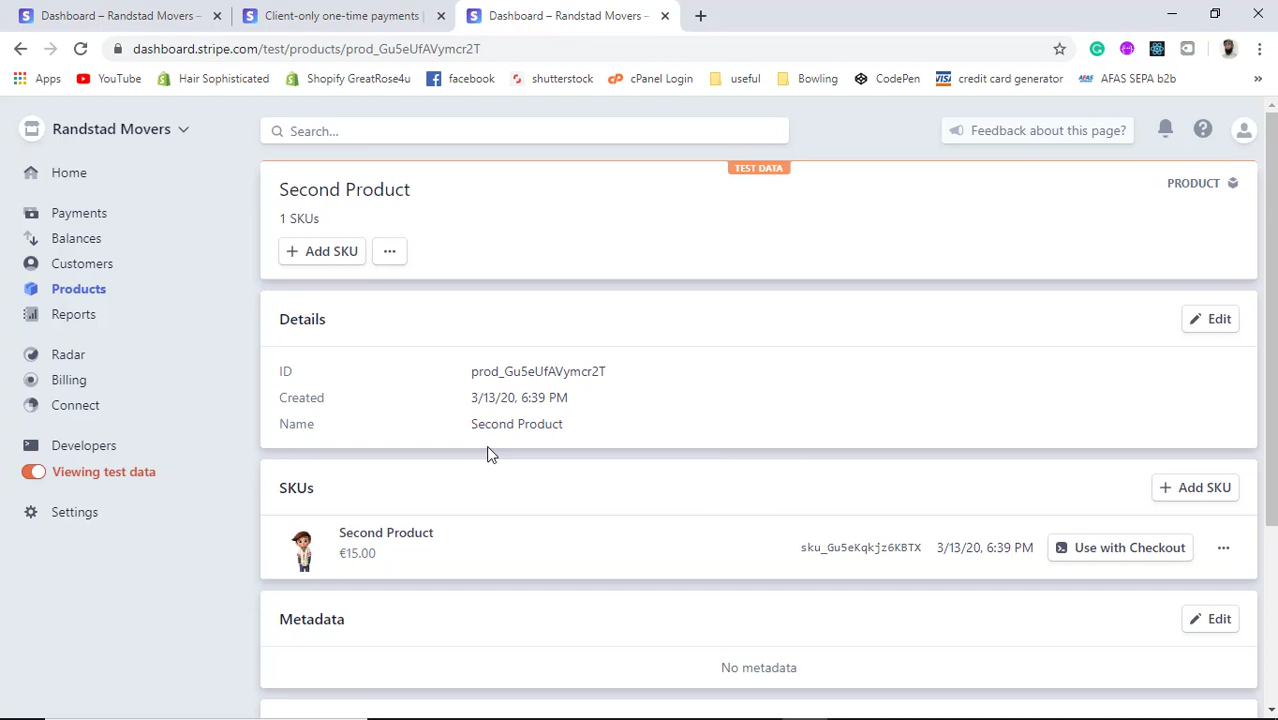 Dashboard – Randstad Movers –
Client-only one-time payments |
Dashboard – Randstad Movers –
dashboard.stripe.com/test/products/prod_Gu5eUfAVymcr2T
Apps
YouTube
Hair Sophisticated
Shopify GreatRose4u
facebook
shutterstock
cPanel Login
useful
Bowling
CodePen
VISA
credit card generator
AFAS
AFAS SEPA b2b
»
Randstad Movers
Search...
Feedback about this page?
Home
Payments
Balances
Customers
Products
Reports
Radar
Billing
Connect
Developers
Viewing test data
Settings
TEST DATA
Second Product
PRODUCT
1 SKUs
+ Add SKU
...
Details
Edit
ID
prod_Gu5eUfAVymcr2T
Created
3/13/20, 6:39 PM
Name
Second Product
SKUs
+ Add SKU
Second Product
€15.00
sku_Gu5eKqkjz6KBTX
3/13/20, 6:39 PM
Use with Checkout
...
Metadata
Edit
No metadata